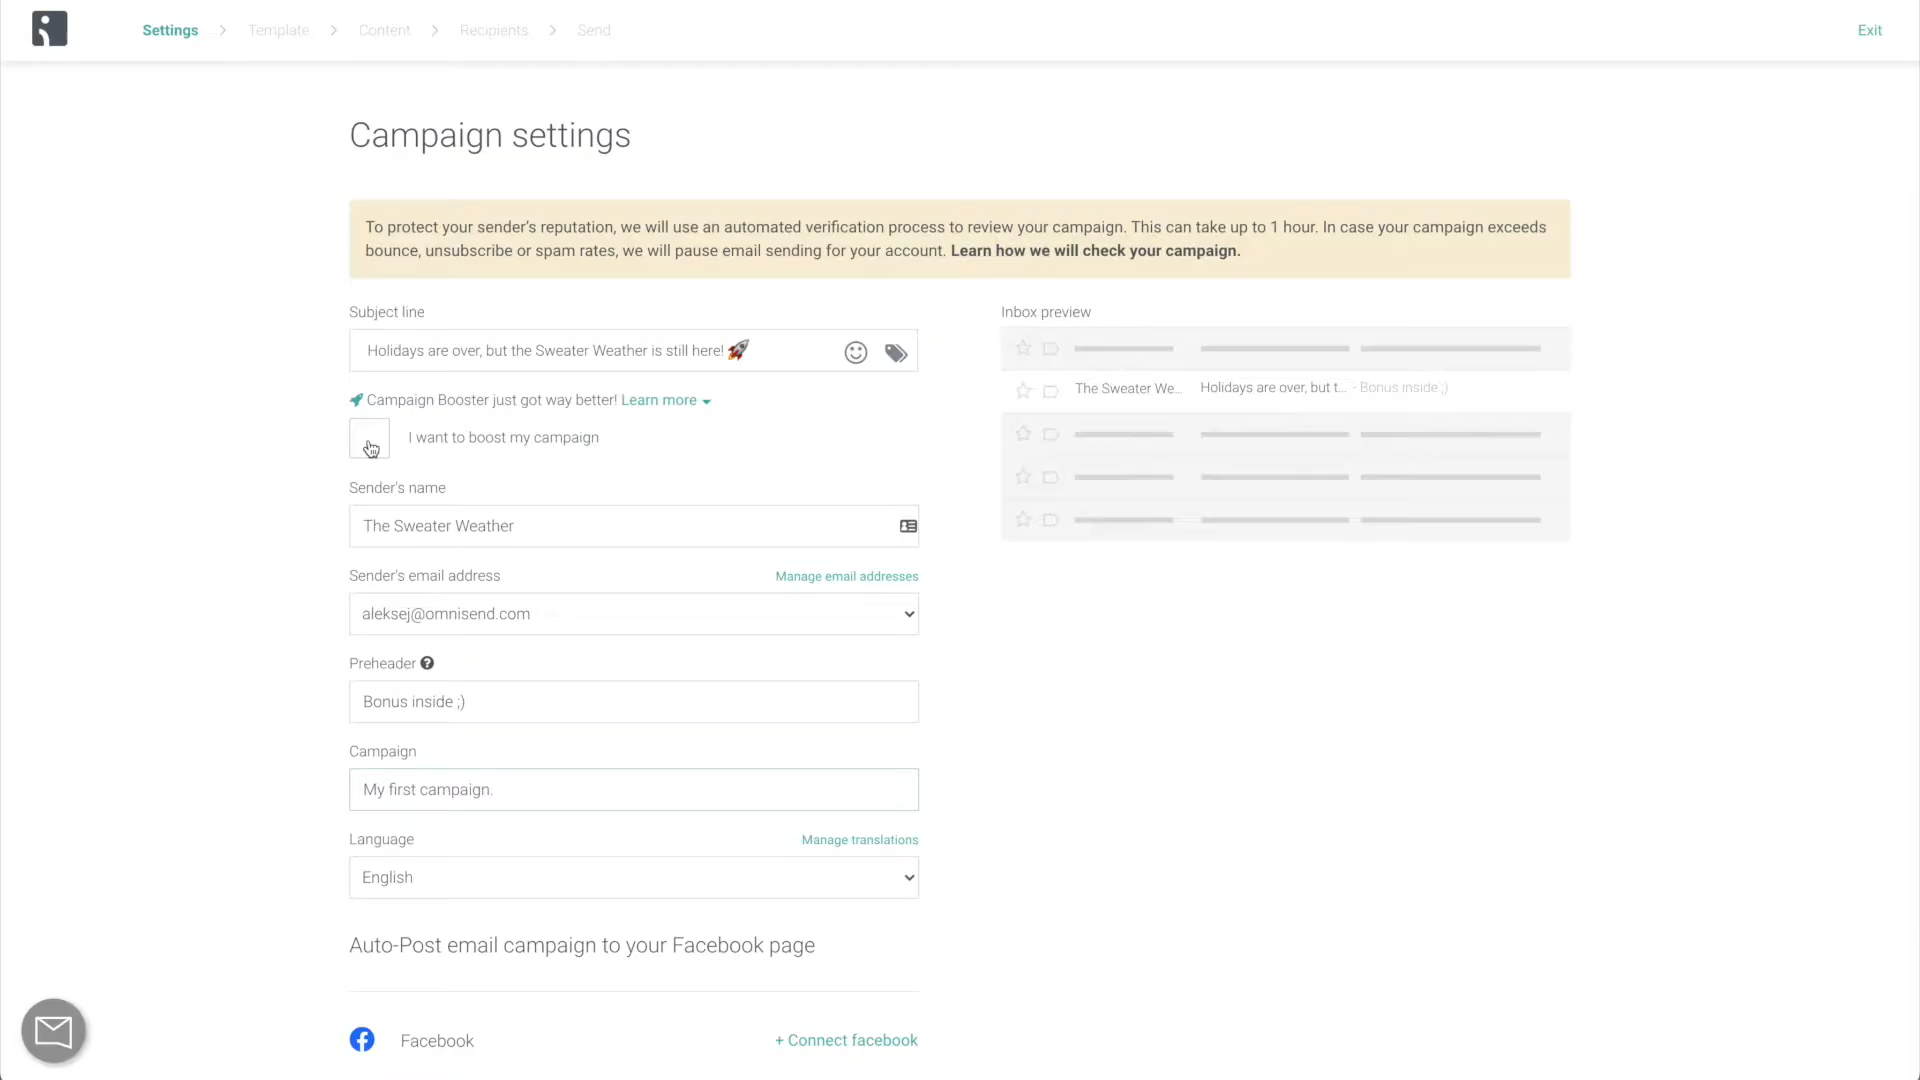 Settings > Template > Content > Recipients > Send
Exit
Campaign settings
To protect your sender’s reputation, we will use an automated verification process to review your campaign. This can take up to 1 hour. In case your campaign exceeds
bounce, unsubscribe or spam rates, we will pause email sending for your account. Learn how we will check your campaign.
Subject line
Holidays are over, but the Sweater Weather is still here! 🚀
Campaign Booster just got way better! Learn more
I want to boost my campaign
Sender's name
The Sweater Weather
Sender's email address
Manage email addresses
aleksej@omnisend.com
Preheader
Bonus inside ;)
Campaign
My first campaign.
Language
Manage translations
English
Auto-Post email campaign to your Facebook page
Facebook
+ Connect facebook
Inbox preview
The Sweater We... Holidays are over, but t... - Bonus inside ;)